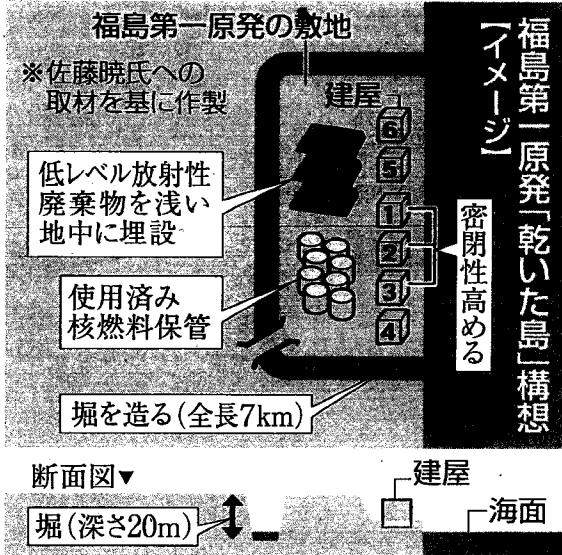 福島第一原発「乾いた島」構想
【イメージ】
福島第一原発の敷地
※佐藤暁氏への
取材を基に作製
建屋
6
5
1
2
3
4
低レベル放射性
廃棄物を浅い
地中に埋設
密閉性高める
使用済み
核燃料保管
堀を造る(全長7km)
断面図▼
建屋
堀(深さ20m)
海面